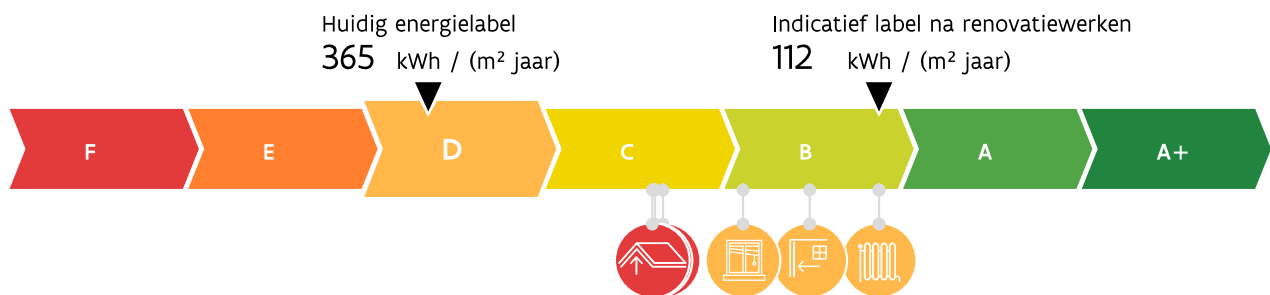 Huidig energielabel
365 kWh / (m² jaar)
Indicatief label na renovatiewerken
112 kWh / (m² jaar)
F E D C B A A+